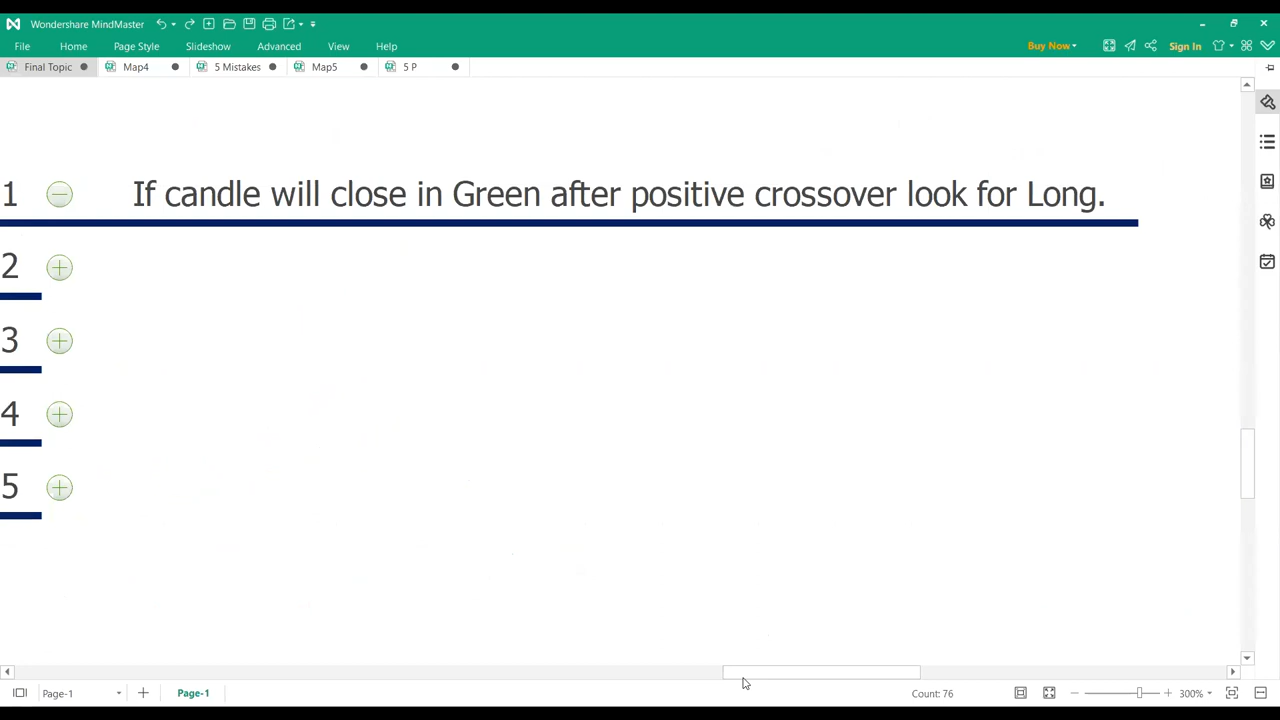 Wondershare MindMaster
File Home Page Style Slideshow Advanced View Help Buy Now Sign In
Final Topic Map4 5 Mistakes Map5 5 P
1 If candle will close in Green after positive crossover look for Long.
2
3
4
5
Page-1 Page-1 Count: 76 300%